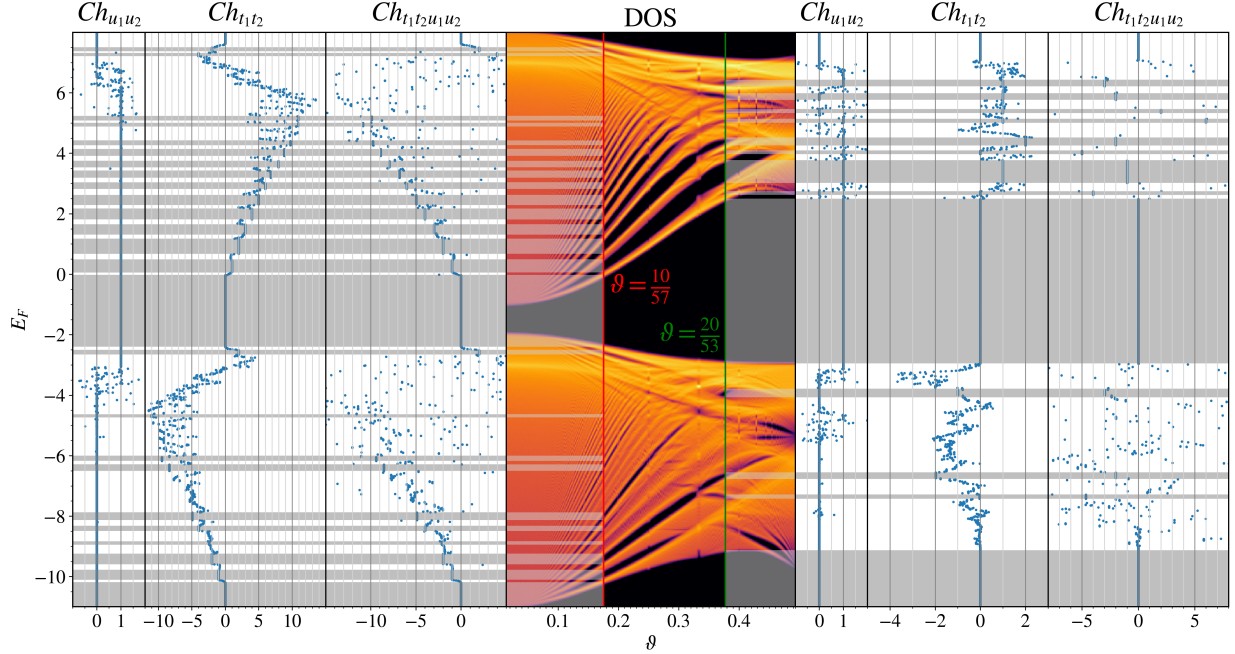 Ch_{u_1u_2} Ch_{t_1t_2} Ch_{t_1t_2u_1u_2} DOS Ch_{u_1u_2} Ch_{t_1t_2} Ch_{t_1t_2u_1u_2}
6
4
2
0
ϑ = 10/57
E_F
−2
ϑ = 20/53
−4
−6
−8
−10
0 1 −10 −5 0 5 10 −10 0 0.1 0.2 0.3 0.4 0 1 −4 −2 0 2 −5 0 5
ϑ